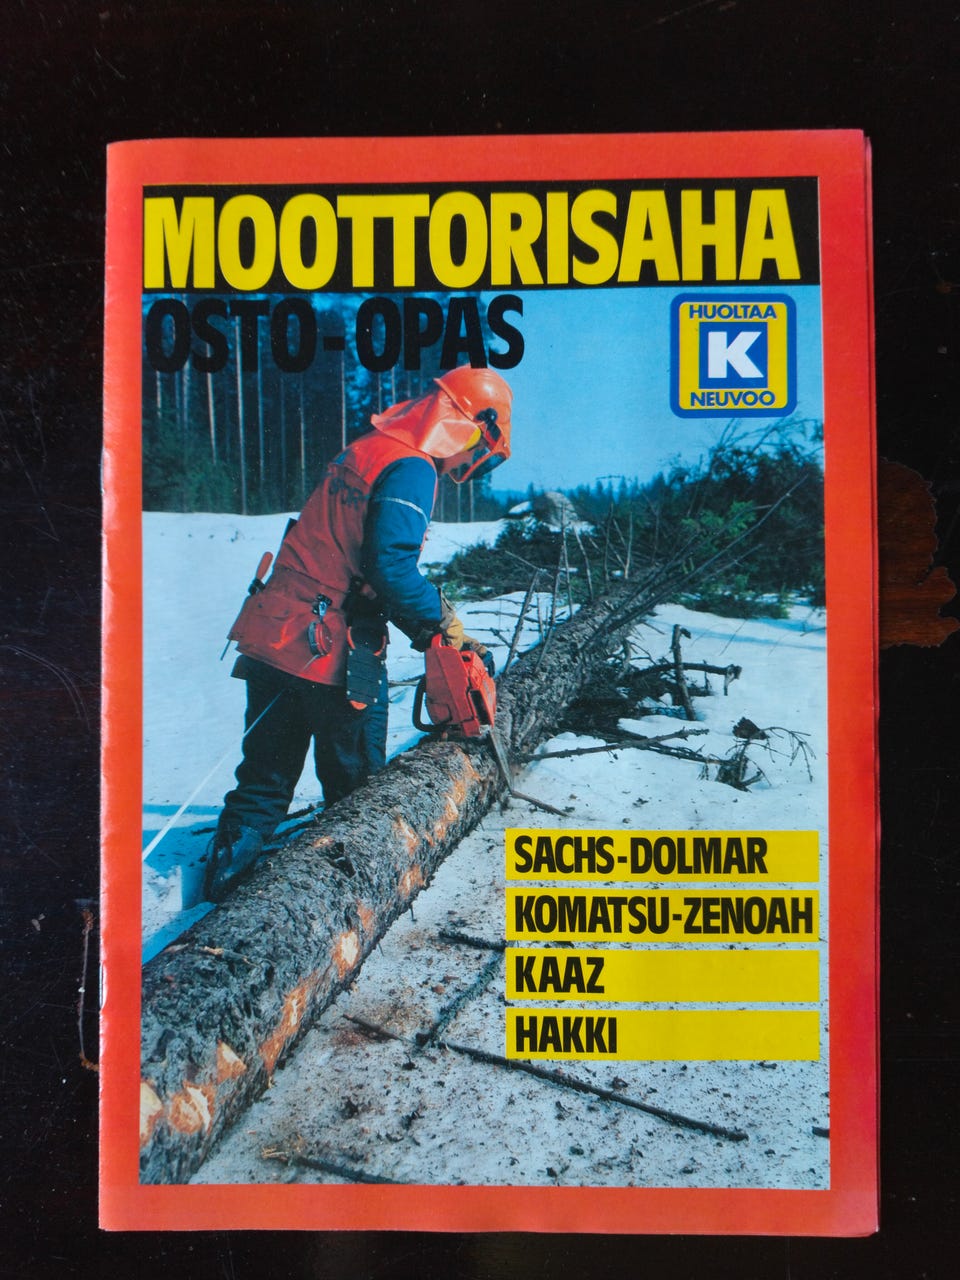 MOOTTORISAHA
OSTO-OPAS
HUOLTAA
K
NEUVOO
SACHS-DOLMAR
KOMATSU-ZENOAH
KAAZ
HAKKI